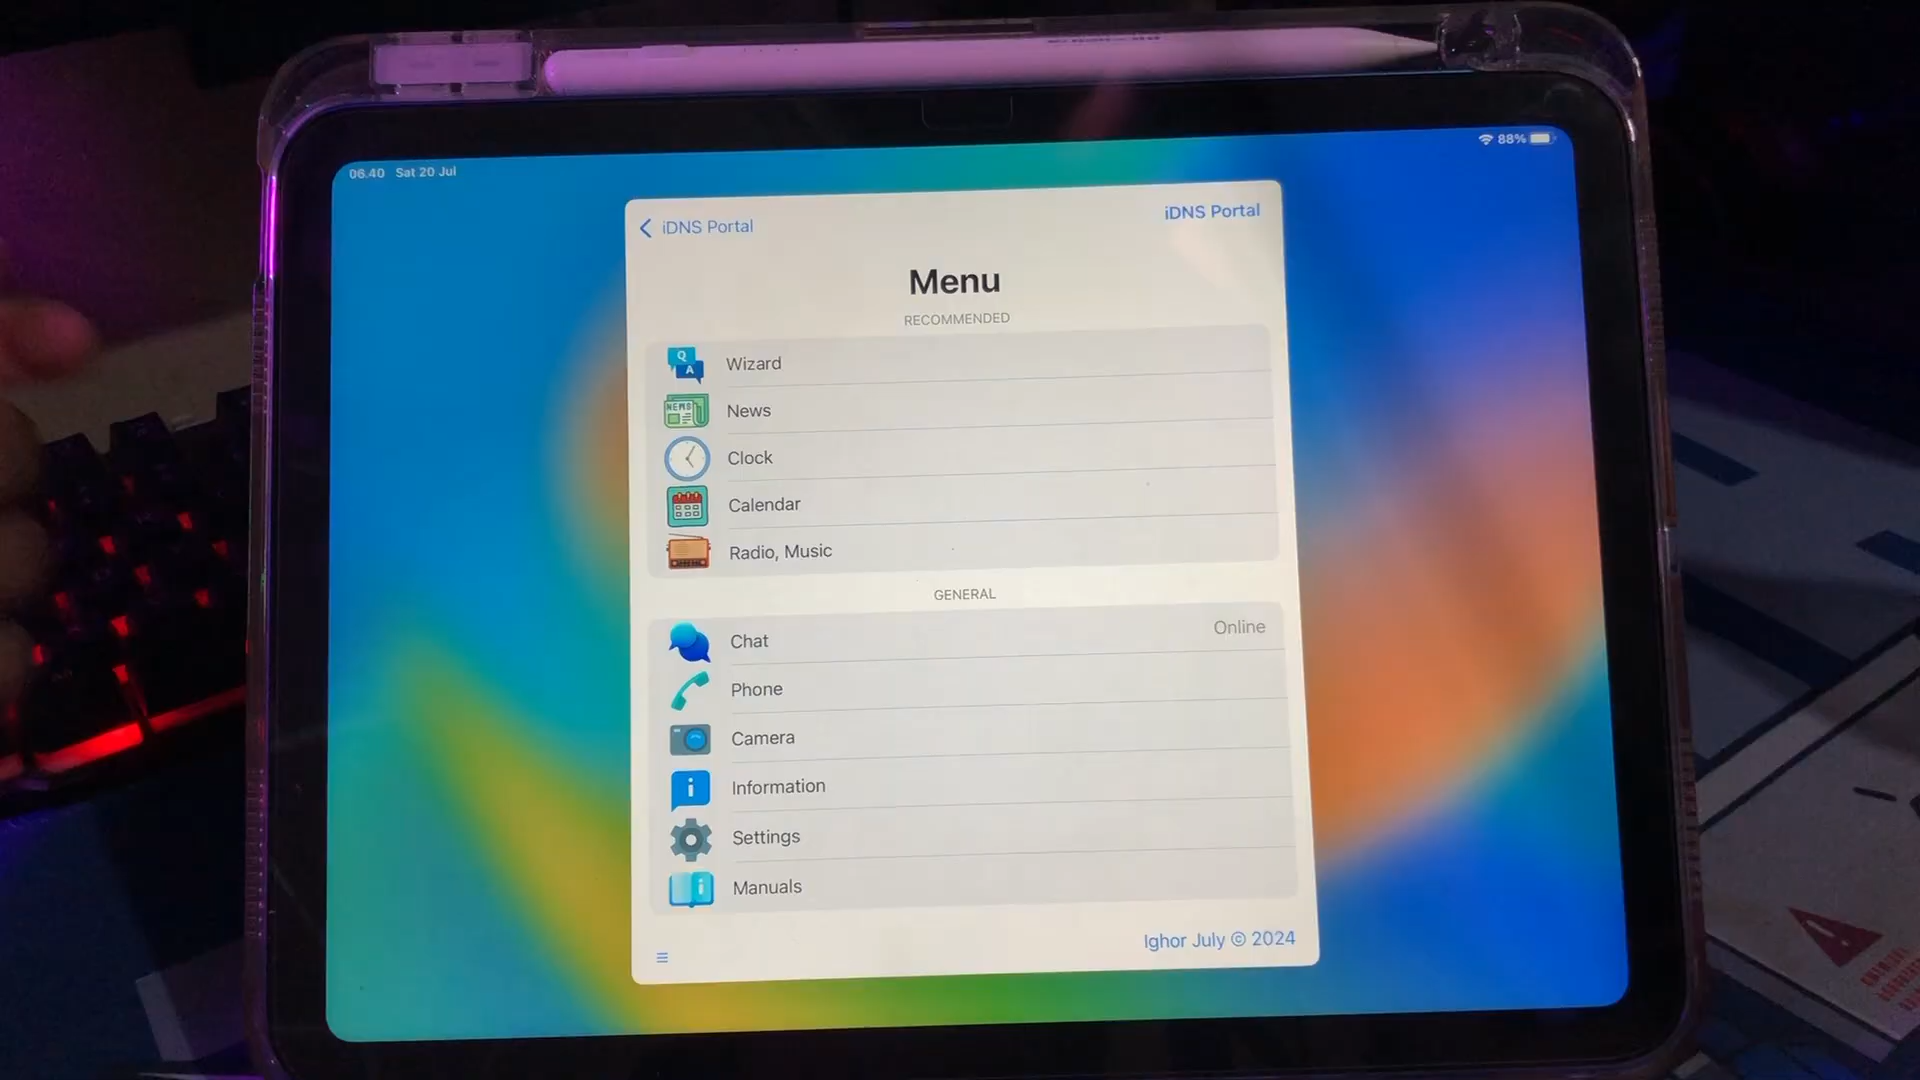 06.40 Sat 20 Jul
88%
iDNS Portal
iDNS Portal
Menu
RECOMMENDED
Q
A
Wizard
NEWS
News
Clock
Calendar
Radio, Music
GENERAL
Chat
Online
Phone
Camera
i
Information
Settings
i
Manuals
Ighor July © 2024